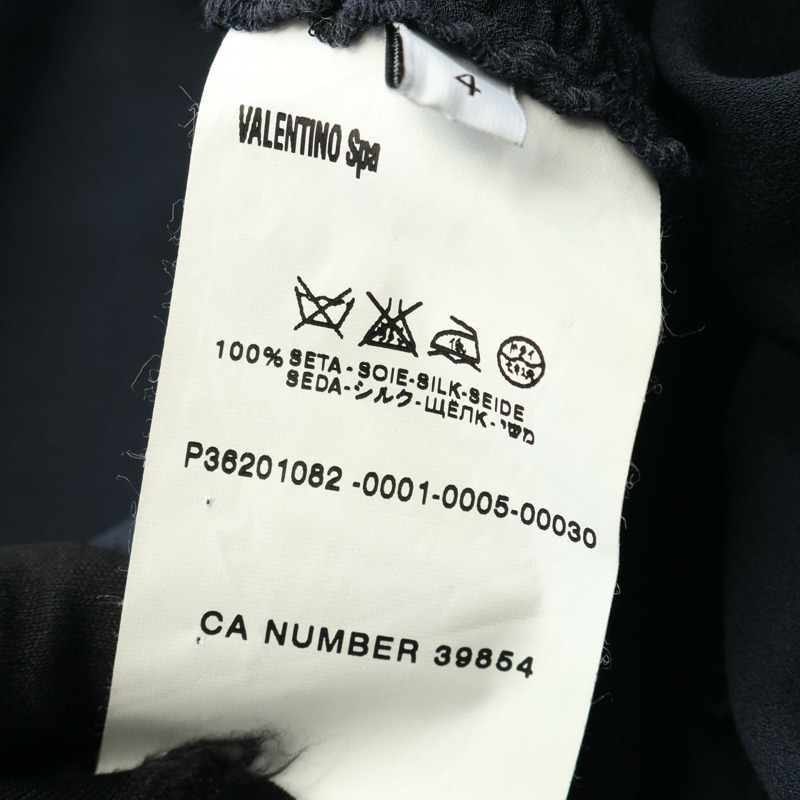 4
VALENTINO Spa
低
100% SETA-SOIE-SILK-SEIDE
SEDA-シルク-ЩЁЛК-משי
P36201082 -0001-0005-00030
CA NUMBER 39854